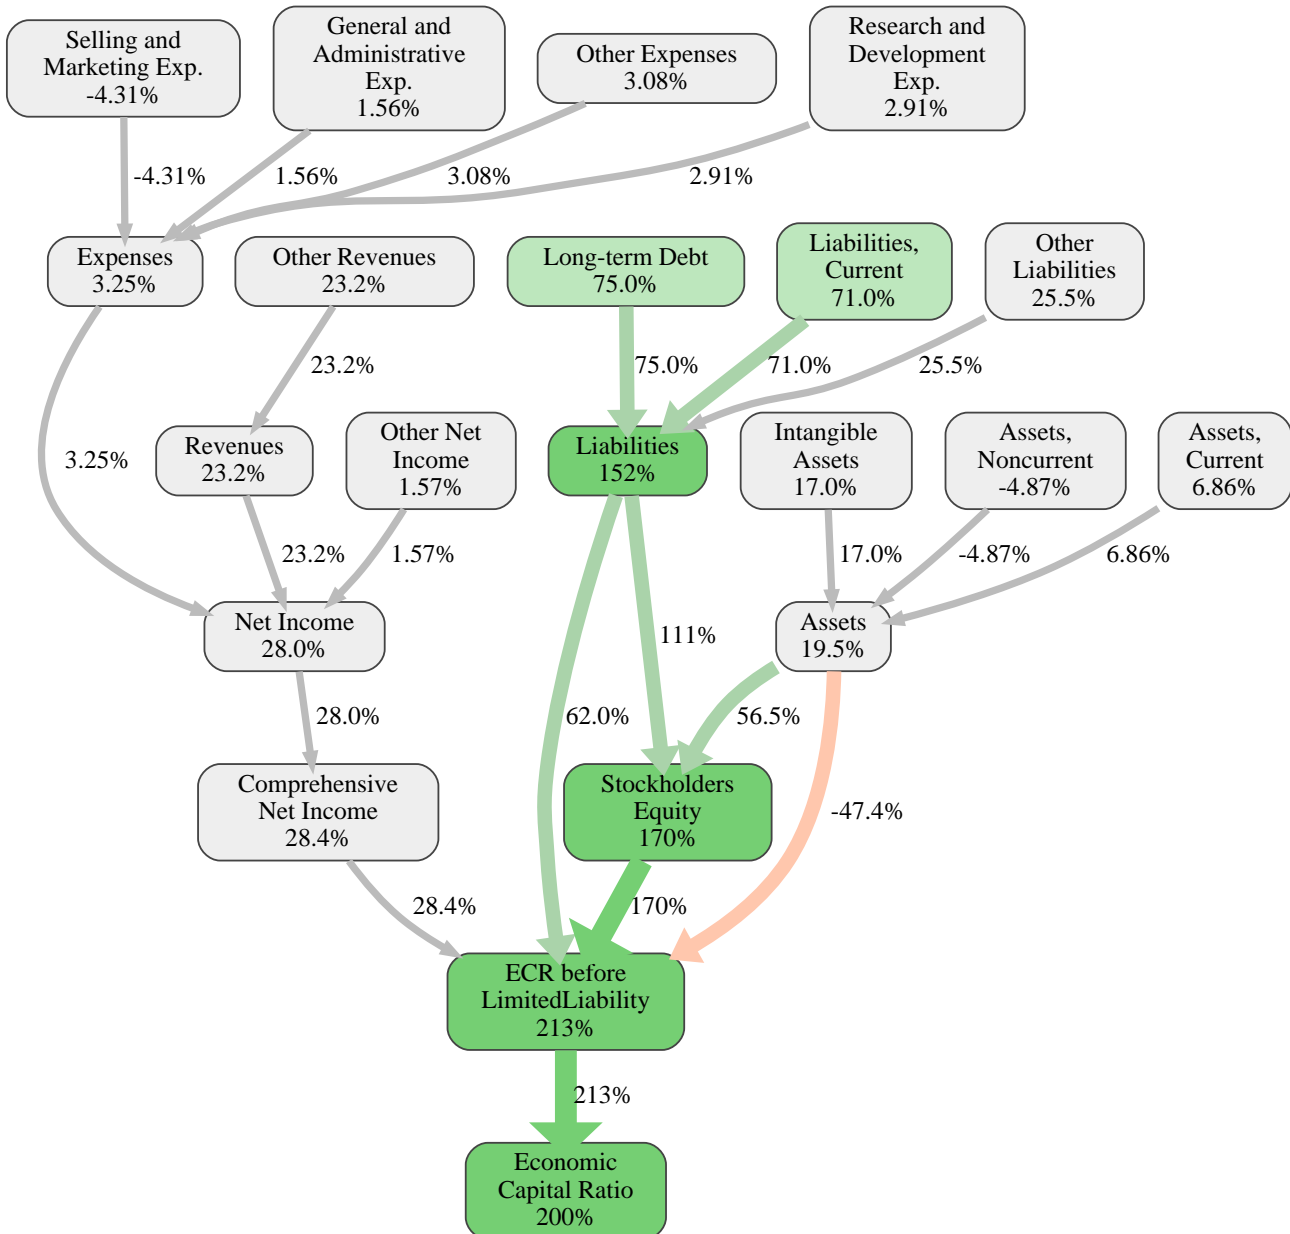 Selling and
Marketing Exp.
-4.31%
General and
Administrative
Exp.
1.56%
Other Expenses
3.08%
Research and
Development
Exp.
2.91%
-4.31%
1.56%
3.08%
2.91%
Expenses
3.25%
Other Revenues
23.2%
Long-term Debt
75.0%
Liabilities,
Current
71.0%
Other
Liabilities
25.5%
23.2%
75.0%
71.0%
25.5%
3.25%
Revenues
23.2%
Other Net
Income
1.57%
Liabilities
152%
Intangible
Assets
17.0%
Assets,
Noncurrent
-4.87%
Assets,
Current
6.86%
23.2%
1.57%
17.0%
-4.87%
6.86%
Net Income
28.0%
111%
Assets
19.5%
28.0%
62.0%
56.5%
-47.4%
Comprehensive
Net Income
28.4%
Stockholders
Equity
170%
28.4%
170%
ECR before
LimitedLiability
213%
213%
Economic
Capital Ratio
200%